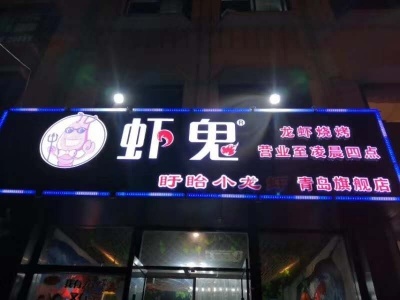 虾鬼®
龙虾烧烤
营业至凌晨四点
盱眙小龙虾 青岛旗舰店